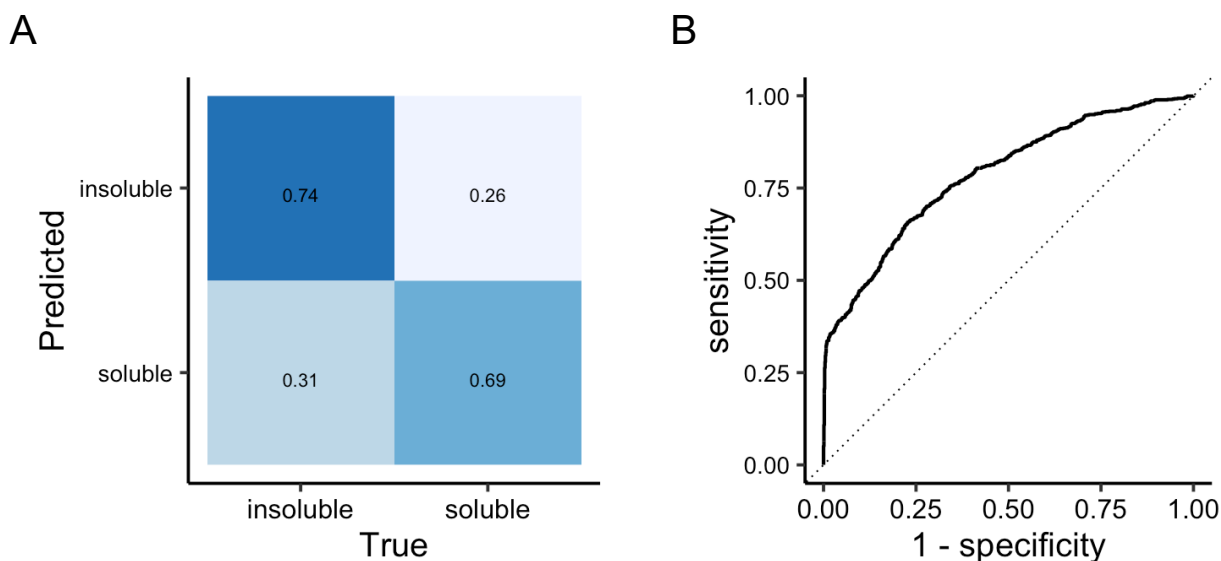 A
Predicted
insoluble
soluble
0.74
0.26
0.31
0.69
insoluble
soluble
True
B
sensitivity
1.00
0.75
0.50
0.25
0.00
0.00
0.25
0.50
0.75
1.00
1 - specificity